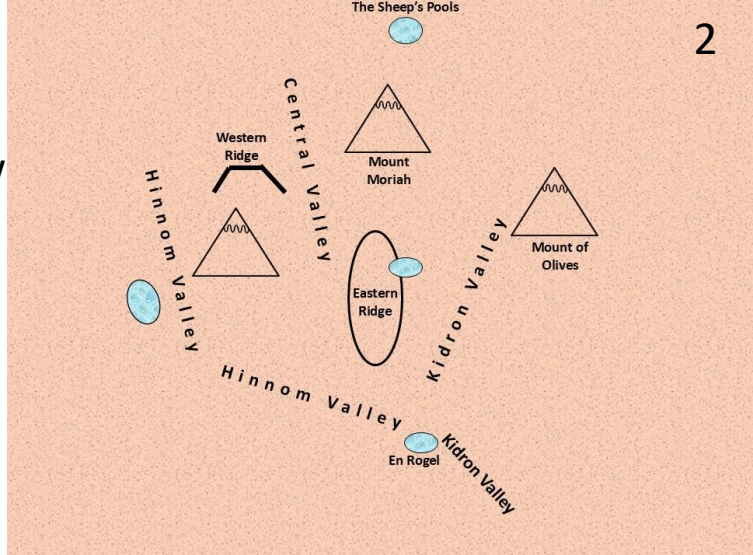 The Sheep's Pools
2
Central Valley
Western
Ridge
Mount
Moriah
Hinnom Valley
Mount of
Olives
Kidron Valley
Eastern
Ridge
Hinnom Valley
En Rogel
Kidron Valley